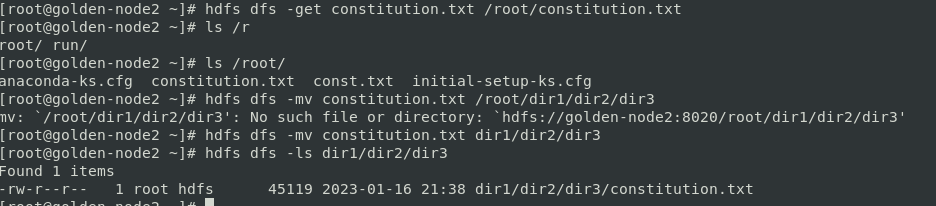 [root@golden-node2 ~]# hdfs dfs -get constitution.txt /root/constitution.txt
[root@golden-node2 ~]# ls /r
root/ run/
[root@golden-node2 ~]# ls /root/
anaconda-ks.cfg  constitution.txt  const.txt  initial-setup-ks.cfg
[root@golden-node2 ~]# hdfs dfs -mv constitution.txt /root/dir1/dir2/dir3
mv: `/root/dir1/dir2/dir3': No such file or directory: `hdfs://golden-node2:8020/root/dir1/dir2/dir3'
[root@golden-node2 ~]# hdfs dfs -mv constitution.txt dir1/dir2/dir3
[root@golden-node2 ~]# hdfs dfs -ls dir1/dir2/dir3
Found 1 items
-rw-r--r--   1 root hdfs      45119 2023-01-16 21:38 dir1/dir2/dir3/constitution.txt
[root@golden-node2 ~]#